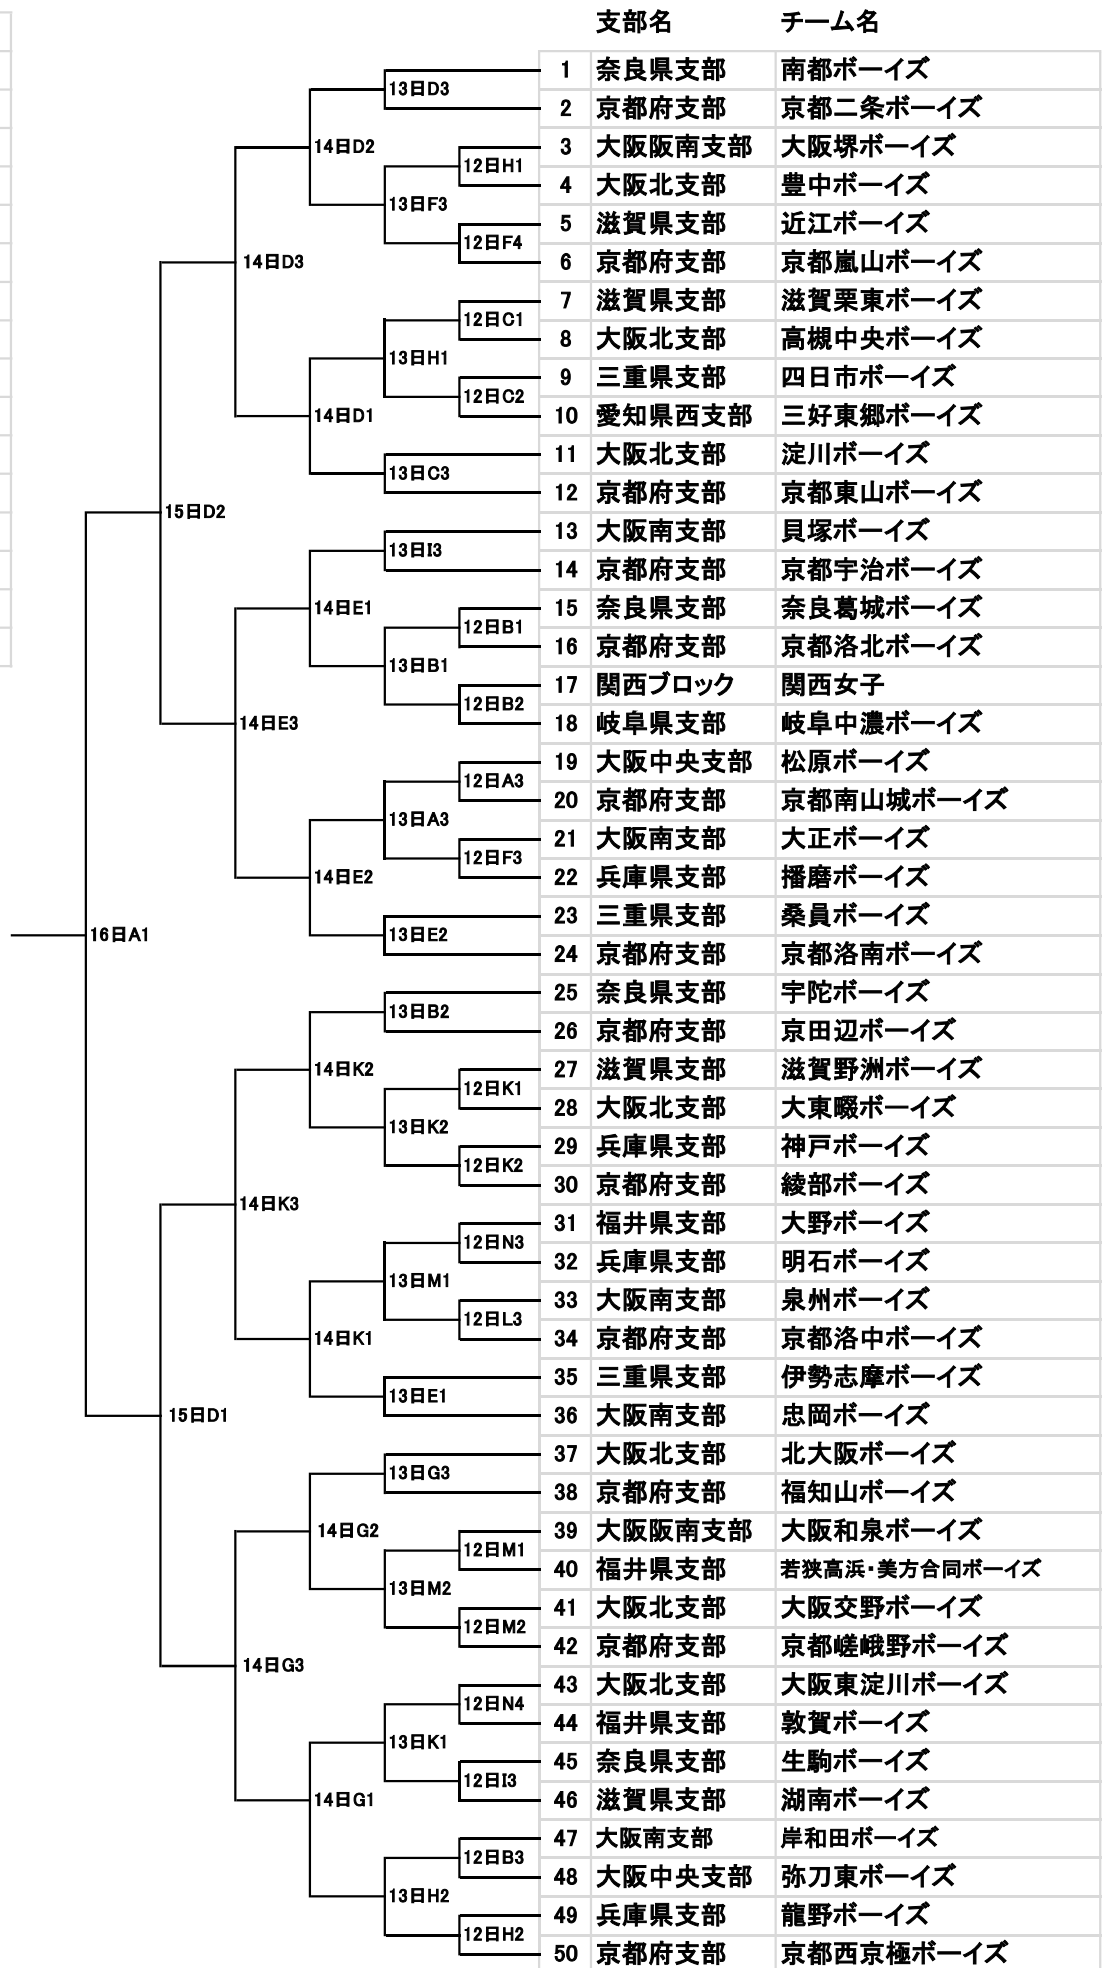 支部名 チーム名
1 奈良県支部 南都ボーイズ
13日D3
2 京都府支部 京都二条ボーイズ
14日D2
3 大阪阪南支部 大阪堺ボーイズ
12日H1
4 大阪北支部 豊中ボーイズ
13日F3
5 滋賀県支部 近江ボーイズ
12日F4
6 京都府支部 京都嵐山ボーイズ
14日D3
7 滋賀県支部 滋賀栗東ボーイズ
12日C1
8 大阪北支部 高槻中央ボーイズ
13日H1
9 三重県支部 四日市ボーイズ
12日C2
10 愛知県西支部 三好東郷ボーイズ
14日D1
11 大阪北支部 淀川ボーイズ
13日C3
12 京都府支部 京都東山ボーイズ
15日D2
13 大阪南支部 貝塚ボーイズ
13日I3
14 京都府支部 京都宇治ボーイズ
14日E1
15 奈良県支部 奈良葛城ボーイズ
12日B1
16 京都府支部 京都洛北ボーイズ
13日B1
17 関西ブロック 関西女子
12日B2
18 岐阜県支部 岐阜中濃ボーイズ
14日E3
19 大阪中央支部 松原ボーイズ
12日A3
20 京都府支部 京都南山城ボーイズ
13日A3
21 大阪南支部 大正ボーイズ
12日F3
22 兵庫県支部 播磨ボーイズ
14日E2
23 三重県支部 桑員ボーイズ
13日E2
24 京都府支部 京都洛南ボーイズ
16日A1
25 奈良県支部 宇陀ボーイズ
13日B2
26 京都府支部 京田辺ボーイズ
14日K2
27 滋賀県支部 滋賀野洲ボーイズ
12日K1
28 大阪北支部 大東畷ボーイズ
13日K2
29 兵庫県支部 神戸ボーイズ
12日K2
30 京都府支部 綾部ボーイズ
14日K3
31 福井県支部 大野ボーイズ
12日N3
32 兵庫県支部 明石ボーイズ
13日M1
33 大阪南支部 泉州ボーイズ
12日L3
34 京都府支部 京都洛中ボーイズ
14日K1
35 三重県支部 伊勢志摩ボーイズ
13日E1
36 大阪南支部 忠岡ボーイズ
15日D1
37 大阪北支部 北大阪ボーイズ
13日G3
38 京都府支部 福知山ボーイズ
14日G2
39 大阪阪南支部 大阪和泉ボーイズ
12日M1
40 福井県支部 若狭高浜・美方合同ボーイズ
13日M2
41 大阪北支部 大阪交野ボーイズ
12日M2
42 京都府支部 京都嵯峨野ボーイズ
14日G3
43 大阪北支部 大阪東淀川ボーイズ
12日N4
44 福井県支部 敦賀ボーイズ
13日K1
45 奈良県支部 生駒ボーイズ
12日I3
46 滋賀県支部 湖南ボーイズ
14日G1
47 大阪南支部 岸和田ボーイズ
12日B3
48 大阪中央支部 弥刀東ボーイズ
13日H2
49 兵庫県支部 龍野ボーイズ
12日H2
50 京都府支部 京都西京極ボーイズ